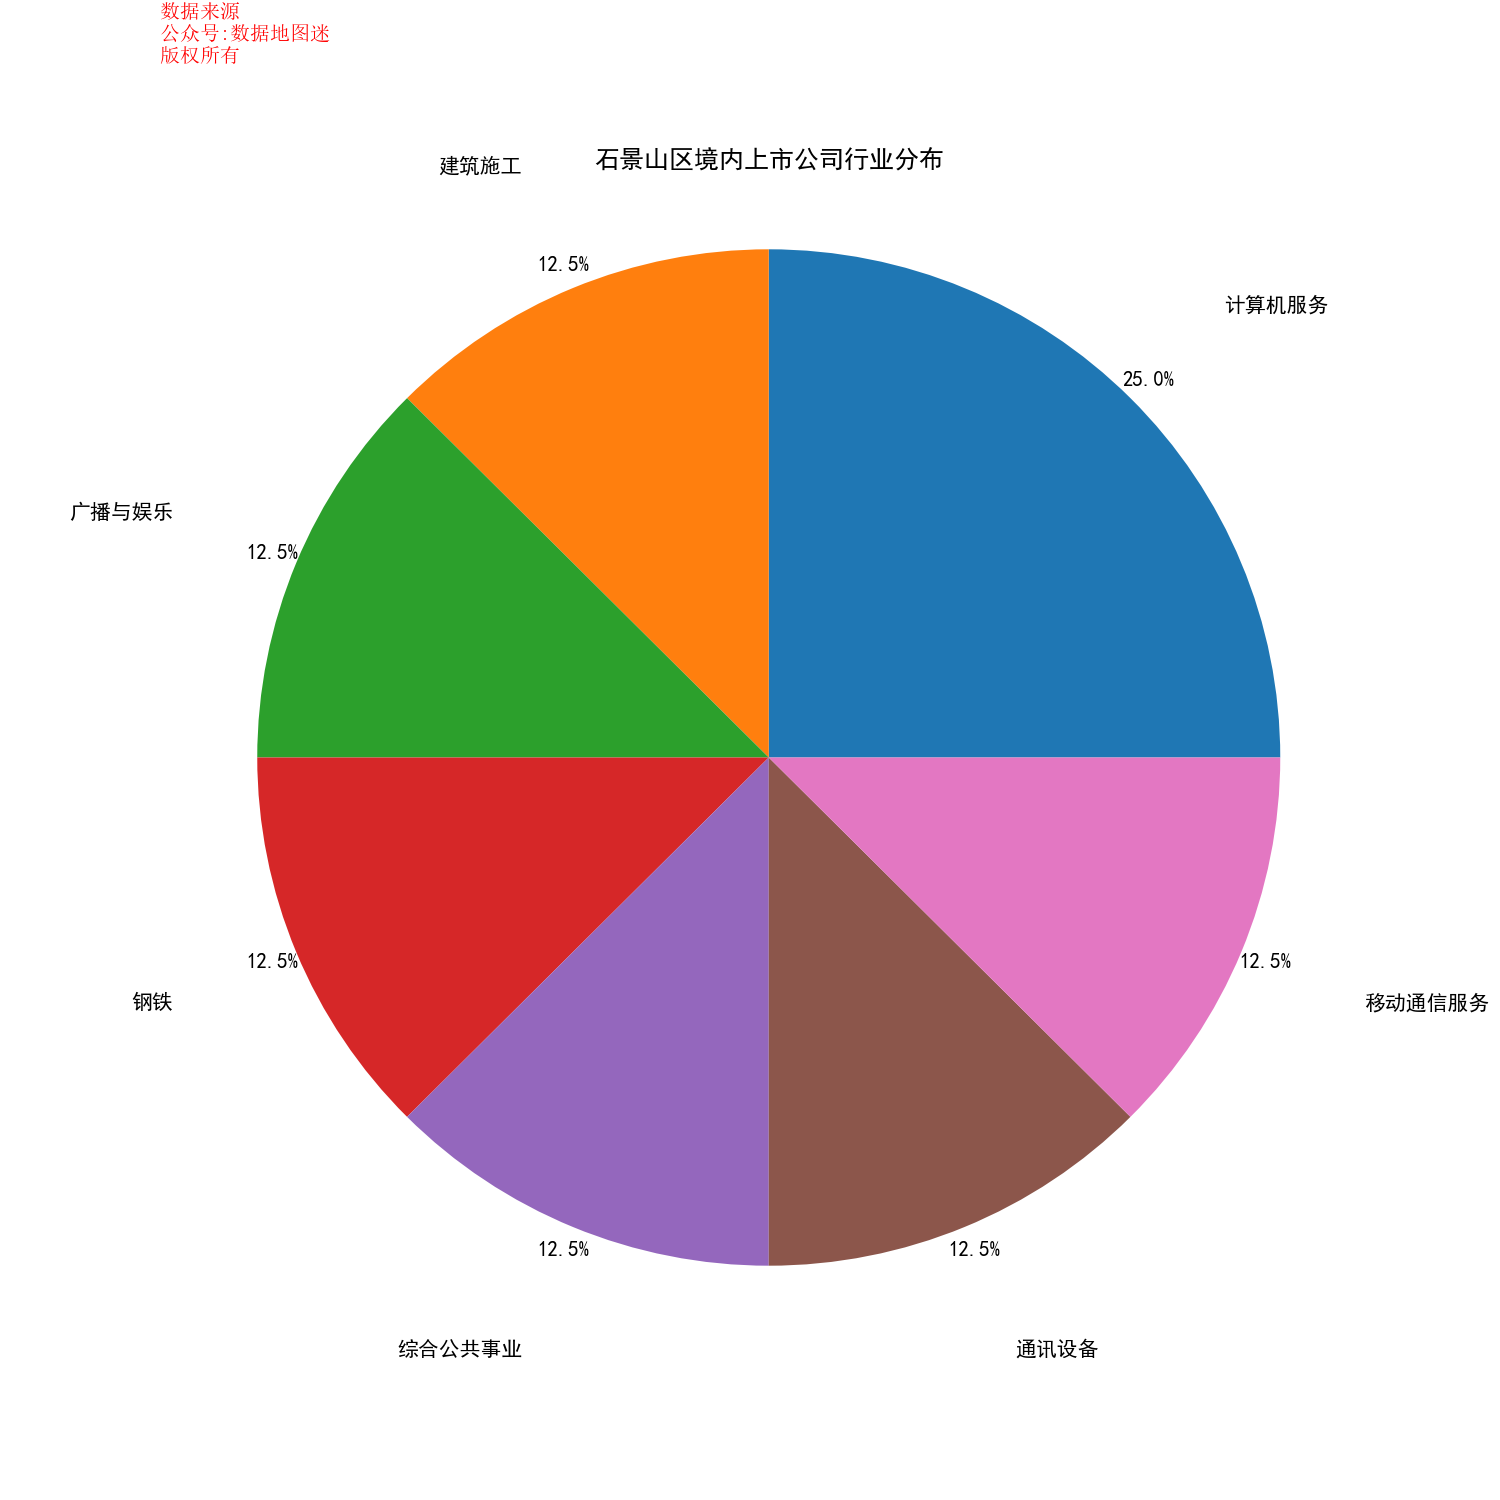 数据来源
公众号:数据地图迷
版权所有
石景山区境内上市公司行业分布
建筑施工
12.5%
计算机服务
25.0%
广播与娱乐
12.5%
钢铁
12.5%
移动通信服务
12.5%
综合公共事业
12.5%
通讯设备
12.5%